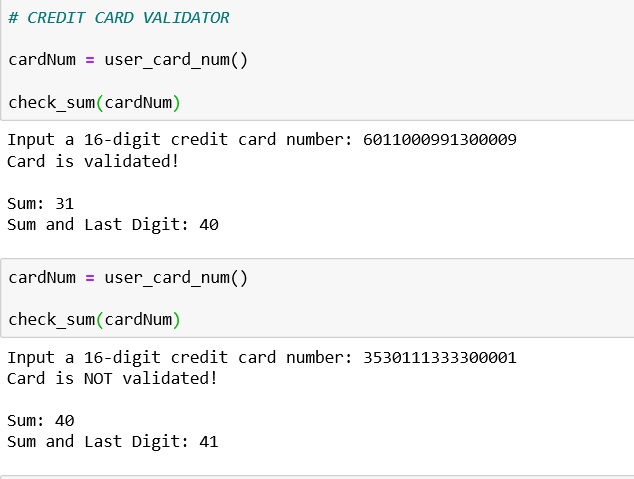 # CREDIT CARD VALIDATOR
cardNum = user_card_num()
check_sum(cardNum)
Input a 16-digit credit card number: 6011000991300009
Card is validated!
Sum: 31
Sum and Last Digit: 40
cardNum = user_card_num()
check_sum(cardNum)
Input a 16-digit credit card number: 3530111333300001
Card is NOT validated!
Sum: 40
Sum and Last Digit: 41